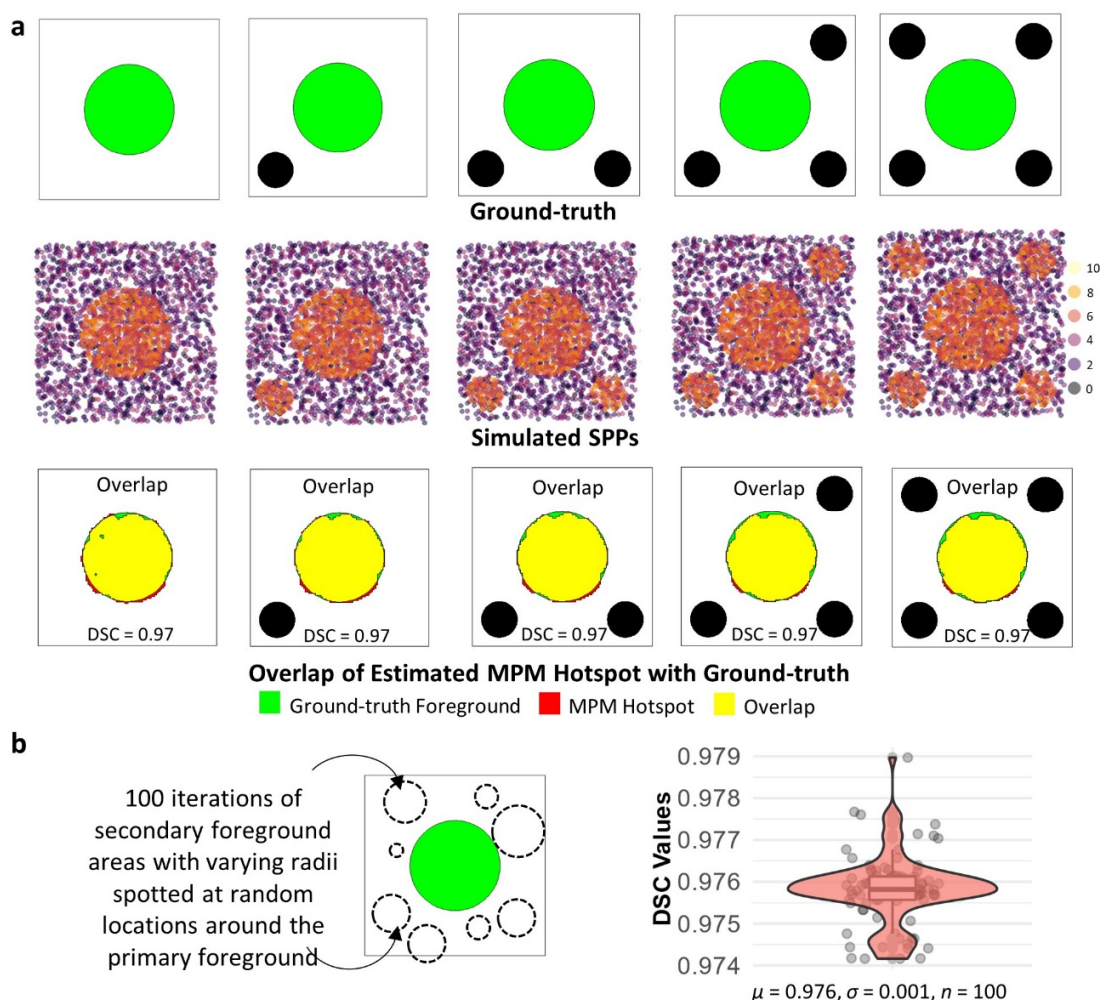 a
Ground-truth
10
8
6
4
2
0
Simulated SPPs
Overlap Overlap Overlap Overlap Overlap
DSC = 0.97 DSC = 0.97 DSC = 0.97 DSC = 0.97 DSC = 0.97
Overlap of Estimated MPM Hotspot with Ground-truth
Ground-truth Foreground MPM Hotspot Overlap
b
100 iterations of
secondary foreground
areas with varying radii
spotted at random
locations around the
primary foreground
DSC Values
0.979
0.978
0.977
0.976
0.975
0.974
μ = 0.976, σ = 0.001, n = 100